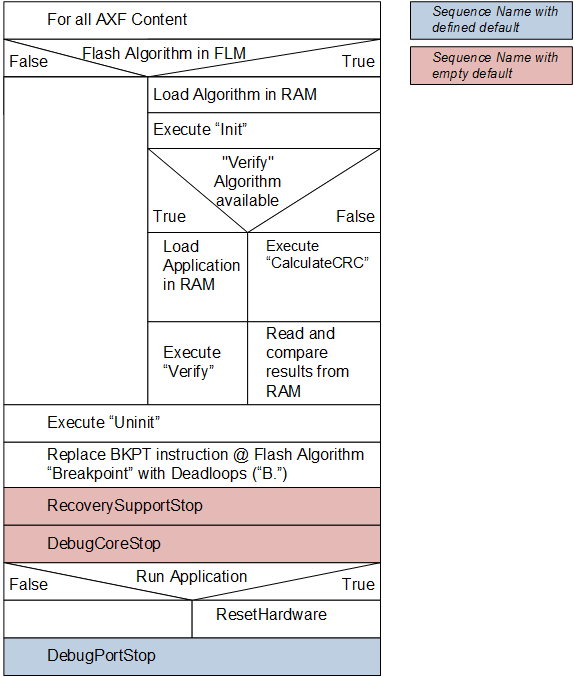 For all AXF Content
Flash Algorithm in FLM
False
True
Load Algorithm in RAM
Execute “Init”
"Verify"
Algorithm
available
True
False
Load
Application
in RAM
Execute
“CalculateCRC”
Execute
“Verify”
Read and
compare
results from
RAM
Execute “Uninit”
Replace BKPT instruction @ Flash Algorithm
“Breakpoint” with Deadloops (“B.”)
RecoverySupportStop
DebugCoreStop
Run Application
False
True
ResetHardware
DebugPortStop
Sequence Name with
defined default
Sequence Name with
empty default